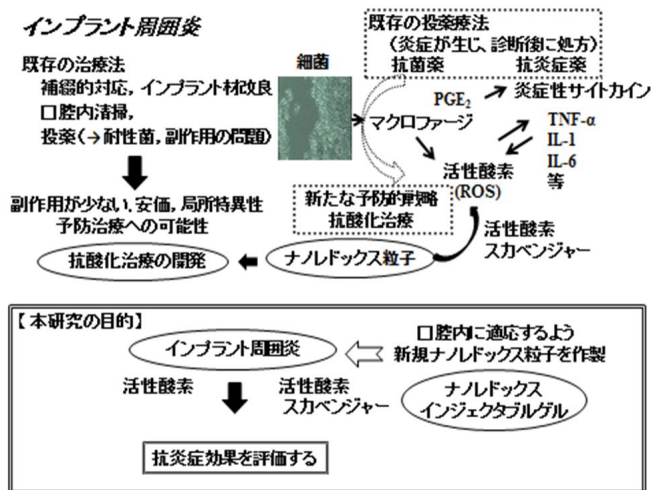 インプラント周囲炎
既存の治療法
補綴的対応, インプラント材改良
口腔内清掃,
投薬(→耐性菌, 副作用の問題)
細菌
既存の投薬療法
(炎症が生じ、診断後に処方)
抗菌薬 抗炎症薬
PGE₂
炎症性サイトカイン
マクロファージ
TNF-α
IL-1
IL-6
等
活性酸素
(ROS)
新たな予防的戦略
抗酸化治療
副作用が少ない、安価, 局所特異性
予防治療への可能性
活性酸素
スカベンジャー
抗酸化治療の開発
ナノレドックス粒子
【本研究の目的】
インプラント周囲炎
口腔内に適応するよう
新規ナノレドックス粒子を作製
活性酸素
活性酸素
スカベンジャー
ナノレドックス
インジェクタブルゲル
抗炎症効果を評価する